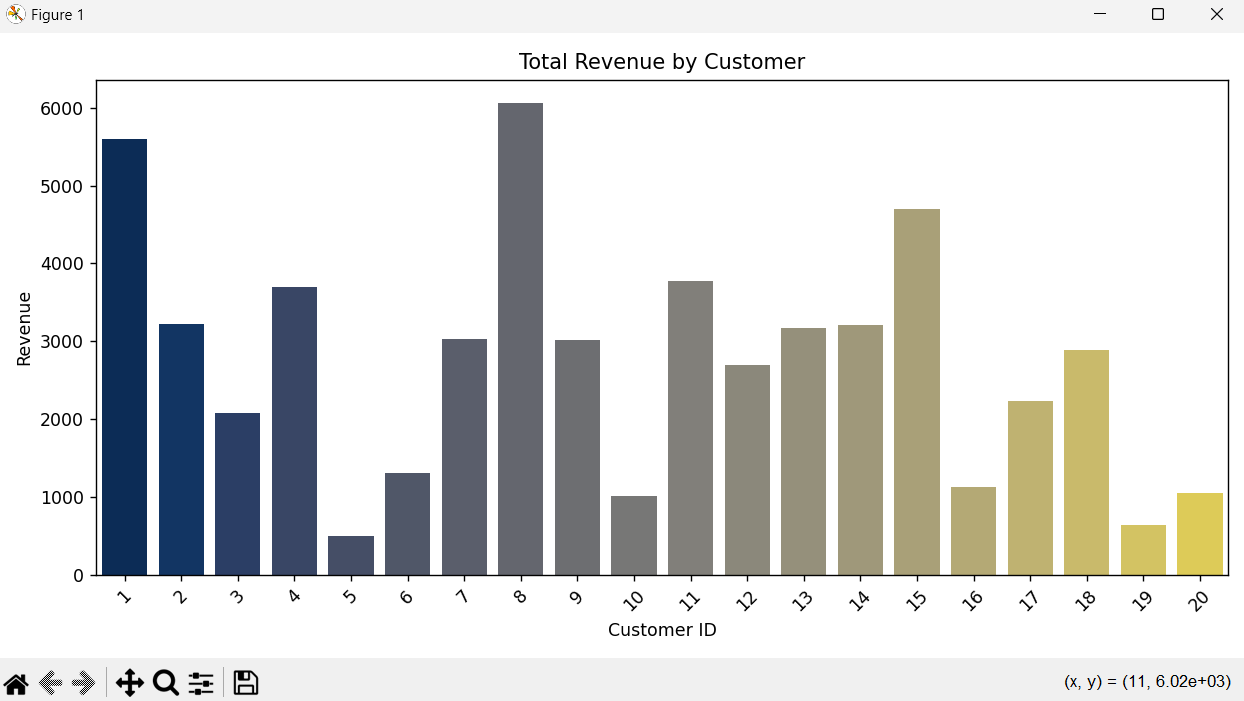 Figure 1
Total Revenue by Customer
6000
5000
4000
3000
2000
1000
0
Revenue
1 2 3 4 5 6 7 8 9 10 11 12 13 14 15 16 17 18 19 20
Customer ID
(x, y) = (11, 6.02e+03)